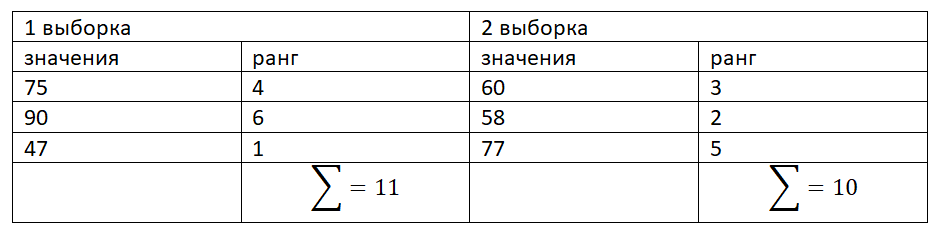 1 выборка 2 выборка
значения ранг значения ранг
75 4 60 3
90 6 58 2
47 1 77 5
∑ = 11 ∑ = 10